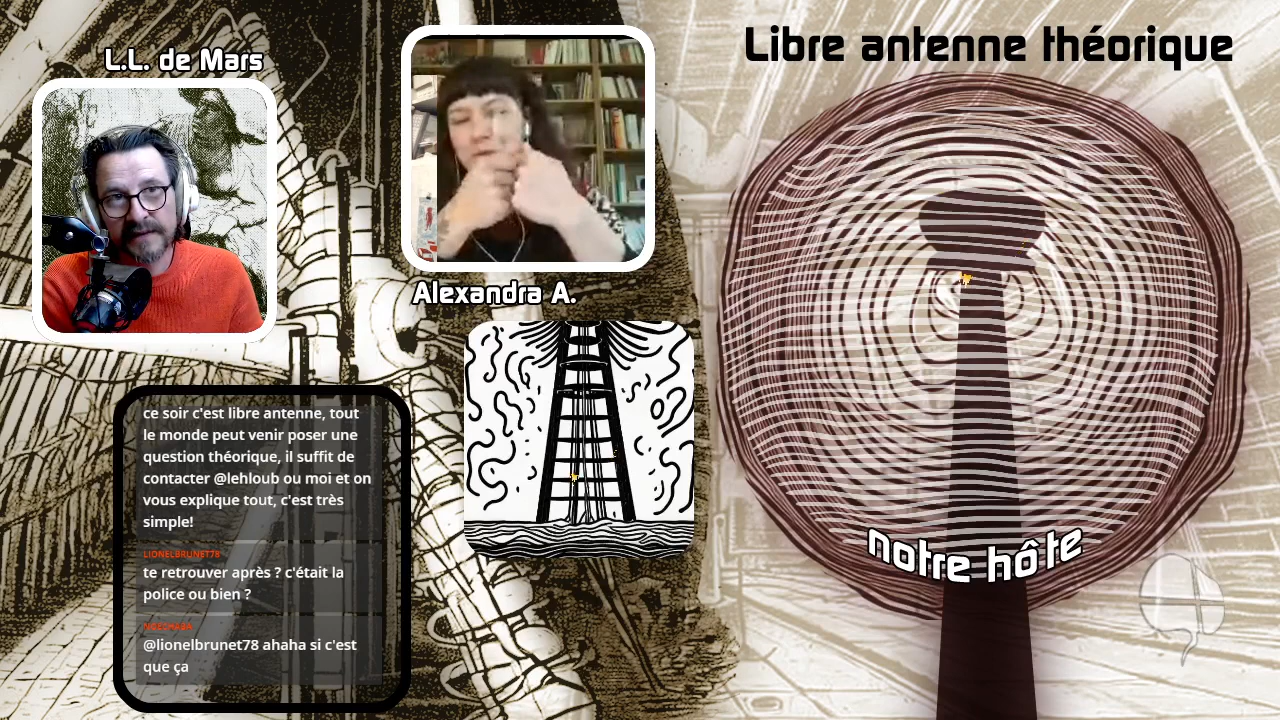 L.L. de Mars
Libre antenne théorique
Alexandra A.
ce soir c'est libre antenne, tout
le monde peut venir poser une
question théorique, il suffit de
contacter @lehloub ou moi et on
vous explique tout, c'est très
simple!
LIONELBRUNET78
te retrouver après ? c'était la
police ou bien ?
@lionelbrunet78 ahaha si c'est
que ça
notre hôte